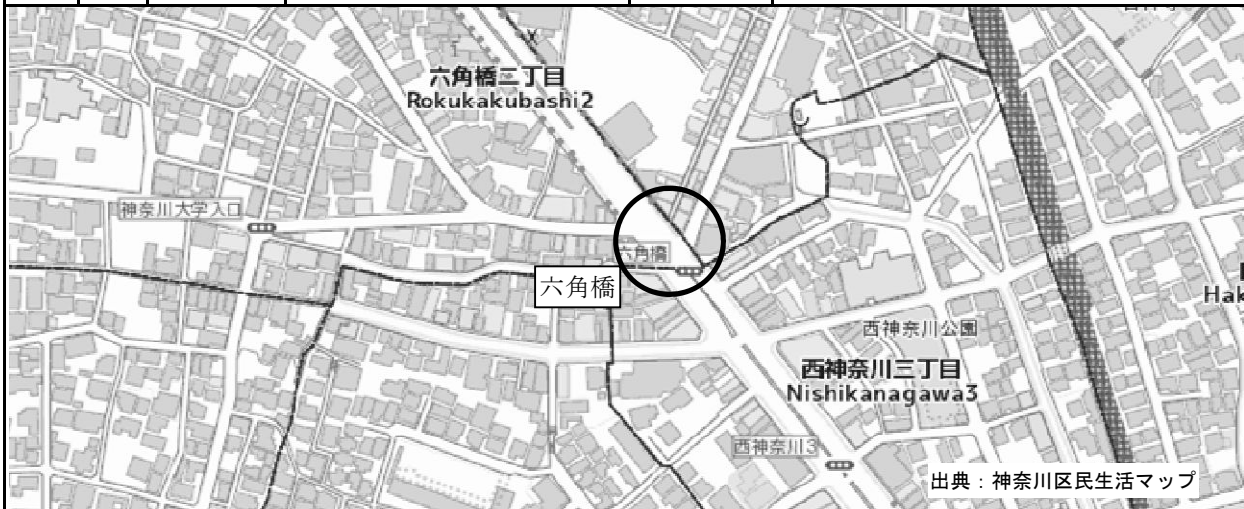 六角橋二丁目
Rokukakubashi2
神奈川大学入口
六角橋
六角橋
西神奈川公園
西神奈川三丁目
Nishikanagawa3
Hak
西神奈川3
出典：神奈川区民生活マップ